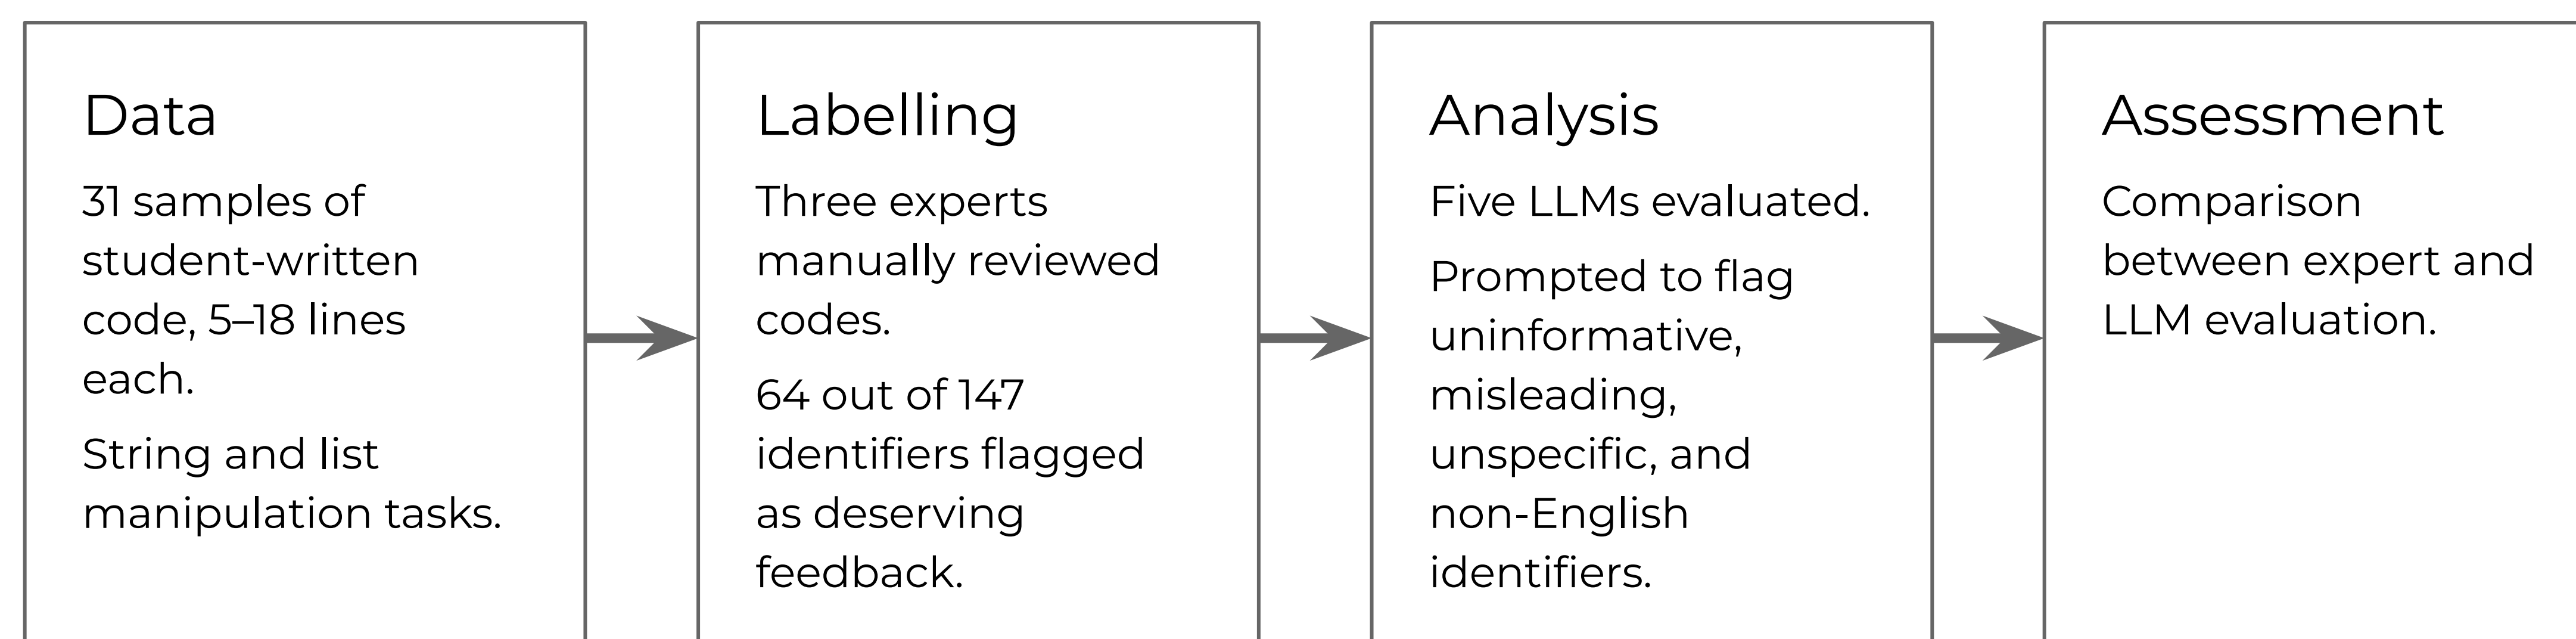 Data
31 samples of
student-written
code, 5–18 lines
each.
String and list
manipulation tasks.
Labelling
Three experts
manually reviewed
codes.
64 out of 147
identifiers flagged
as deserving
feedback.
Analysis
Five LLMs evaluated.
Prompted to flag
uninformative,
misleading,
unspecific, and
non-English
identifiers.
Assessment
Comparison
between expert and
LLM evaluation.